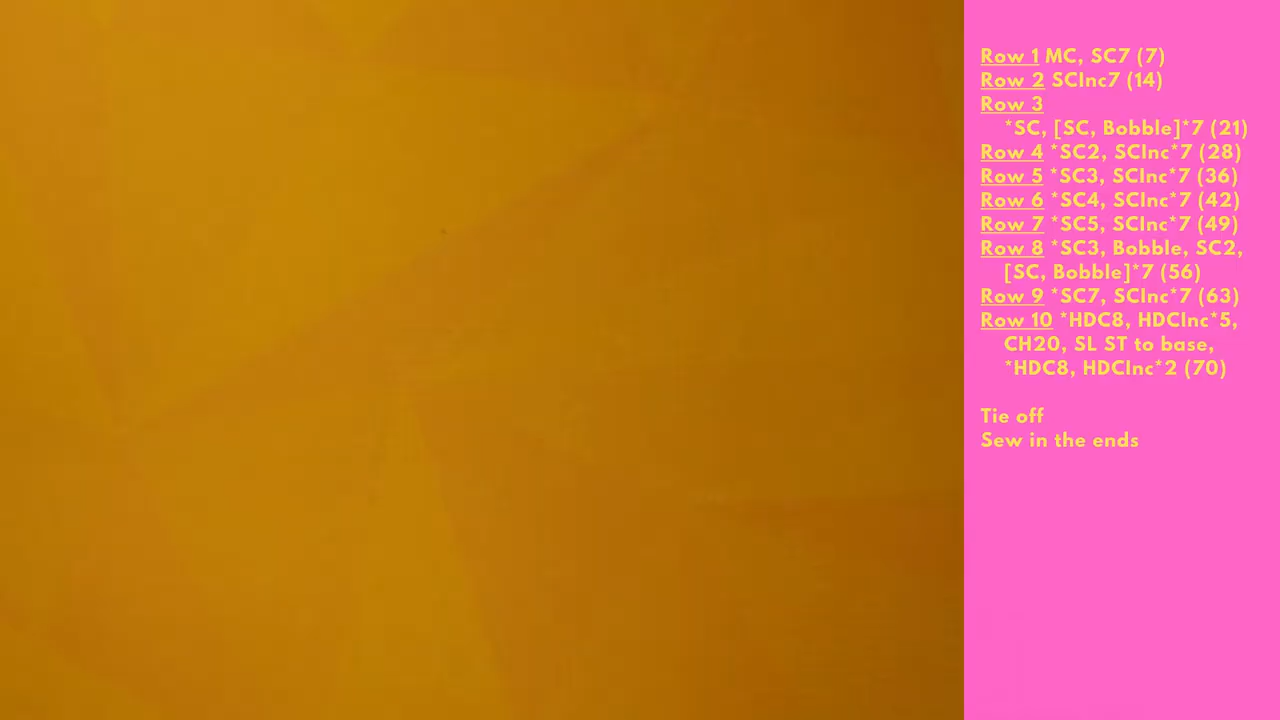 Row 1 MC, SC7 (7)
Row 2 SCInc7 (14)
Row 3
*SC, [SC, Bobble]*7 (21)
Row 4 *SC2, SCInc*7 (28)
Row 5 *SC3, SCInc*7 (36)
Row 6 *SC4, SCInc*7 (42)
Row 7 *SC5, SCInc*7 (49)
Row 8 *SC3, Bobble, SC2,
[SC, Bobble]*7 (56)
Row 9 *SC7, SCInc*7 (63)
Row 10 *HDC8, HDCInc*5,
CH20, SL ST to base,
*HDC8, HDCInc*2 (70)
Tie off
Sew in the ends